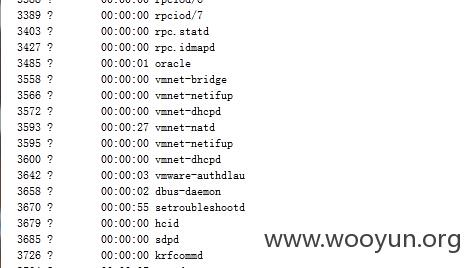 3389 ? 00:00:00 rpciod/7
3403 ? 00:00:00 rpc.statd
3427 ? 00:00:00 rpc.idmapd
3485 ? 00:00:01 oracle
3558 ? 00:00:00 vmnet-bridge
3566 ? 00:00:00 vmnet-netifup
3572 ? 00:00:00 vmnet-dhcpd
3593 ? 00:00:27 vmnet-natd
3595 ? 00:00:00 vmnet-netifup
3600 ? 00:00:00 vmnet-dhcpd
3642 ? 00:00:03 vmware-authdlau
3658 ? 00:00:02 dbus-daemon
3670 ? 00:00:55 setroubleshootd
3679 ? 00:00:00 hcid
3685 ? 00:00:00 sdpd
www.wooyun.org
3726 ? 00:00:00 krfcommd